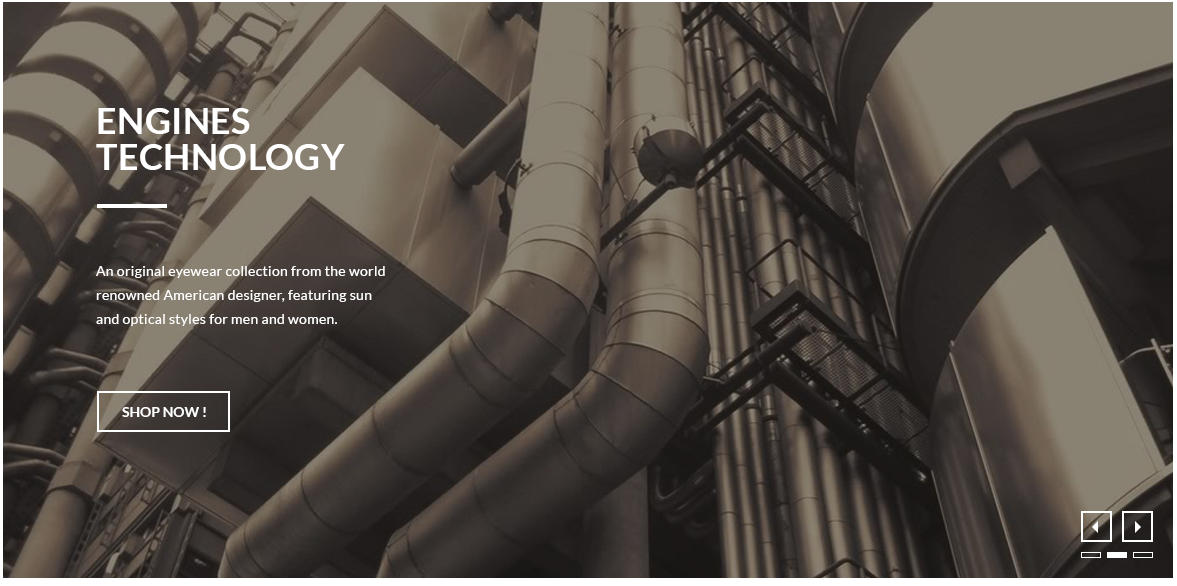 ENGINES
TECHNOLOGY
An original eyewear collection from the world
renowned American designer, featuring sun
and optical styles for men and women.
SHOP NOW !